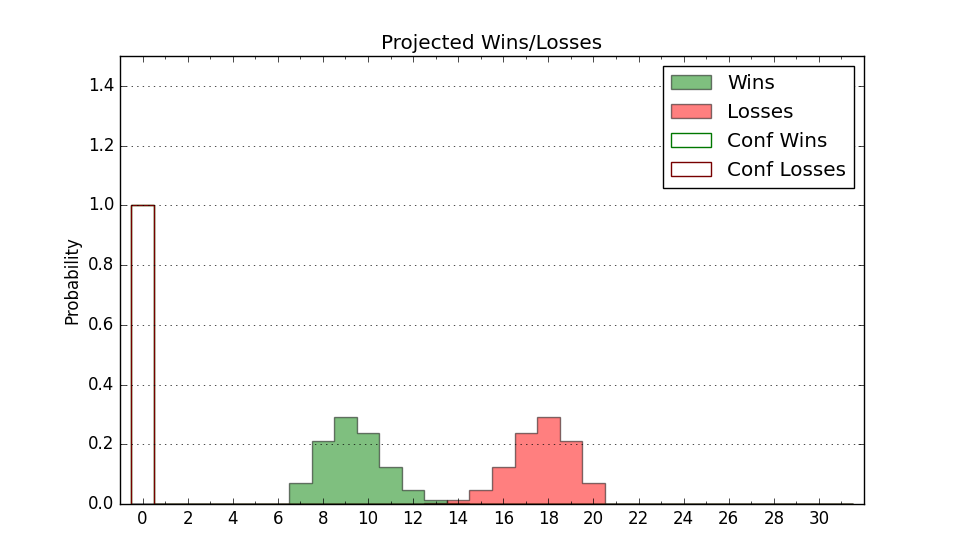 Projected Wins/Losses
Wins
Losses
Conf Wins
Conf Losses
Probability
1.4
1.2
1.0
0.8
0.6
0.4
0.2
0.0
0 2 4 6 8 10 12 14 16 18 20 22 24 26 28 30